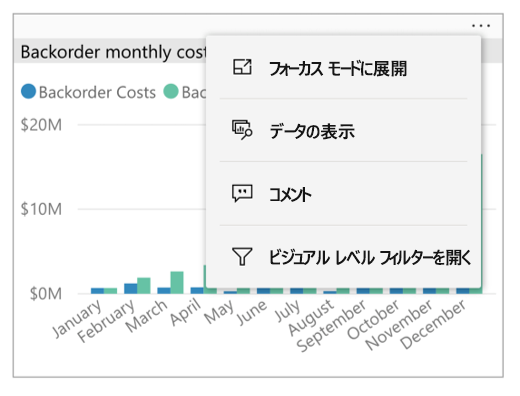 ...
Backorder monthly cost
フォーカス モードに展開
Backorder Costs
データの表示
$20M
コメント
$10M
ビジュアル レベル フィルターを開く
$0M
January
February
March
April
May
June
July
August
September
October
November
December